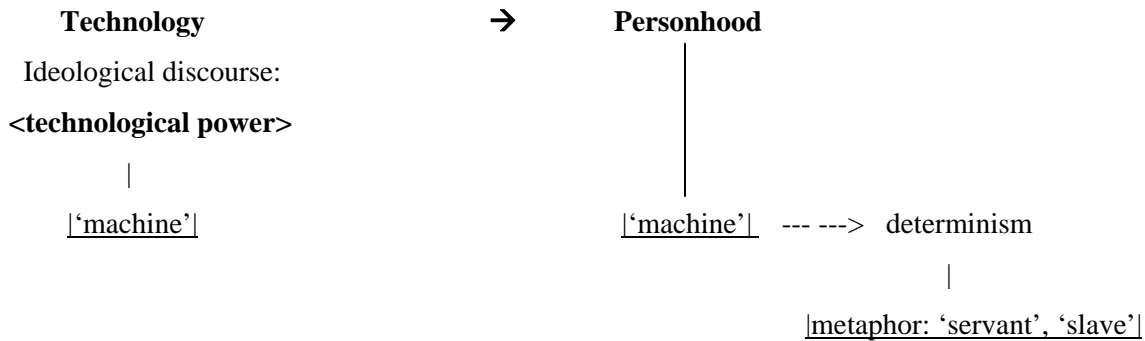 Technology → Personhood
Ideological discourse:
<technological power>
|
|‘machine’| |‘machine’| --- ---> determinism
|
|metaphor: ‘servant’, ‘slave’|